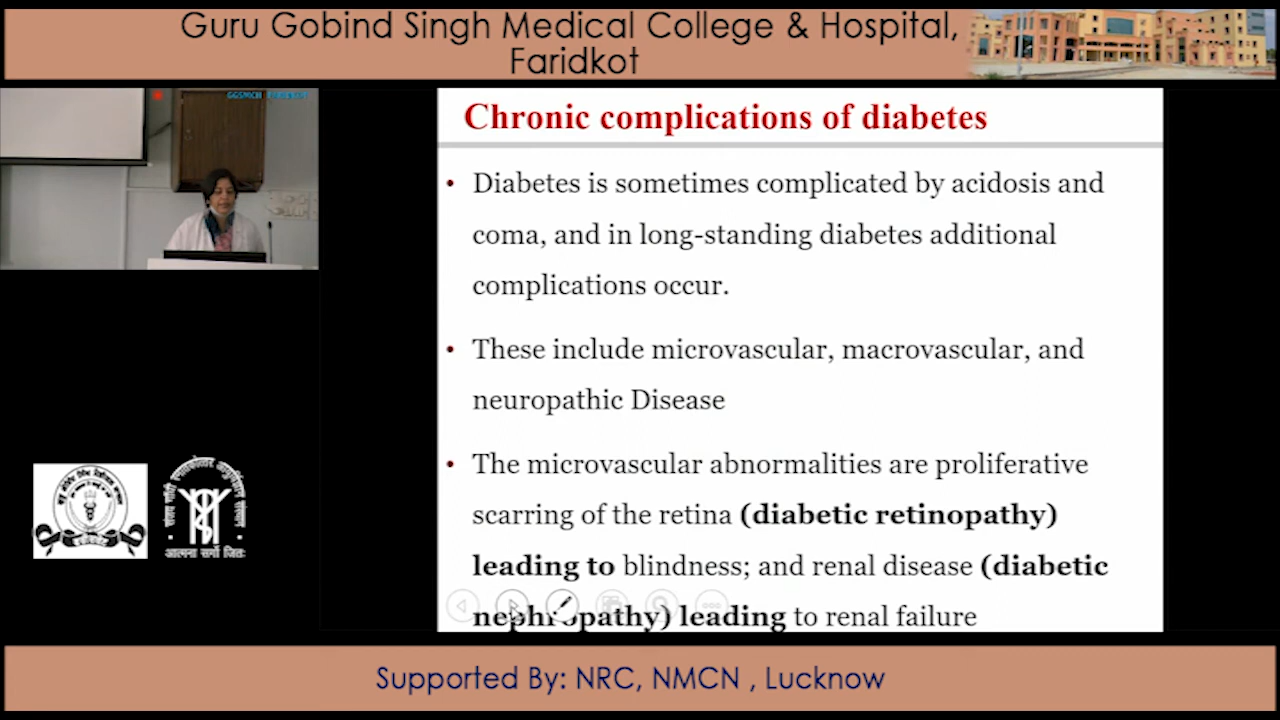 Guru Gobind Singh Medical College & Hospital,
Faridkot
Chronic complications of diabetes
• Diabetes is sometimes complicated by acidosis and
coma, and in long-standing diabetes additional
complications occur.
• These include microvascular, macrovascular, and
neuropathic Disease
• The microvascular abnormalities are proliferative
scarring of the retina (diabetic retinopathy)
leading to blindness; and renal disease (diabetic
nephropathy) leading to renal failure
आत्मना सर्गो जितः
Supported By: NRC, NMCN , Lucknow